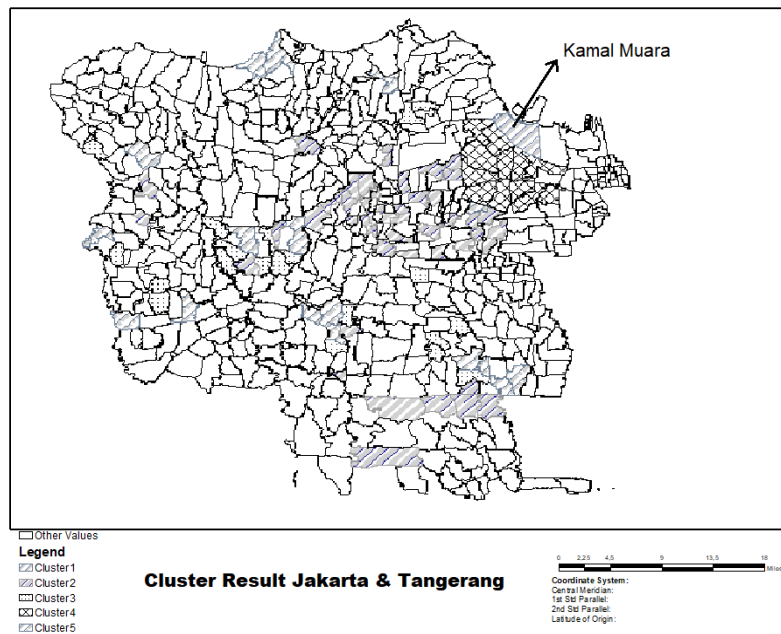 Kamal Muara
Other Values
Legend
Cluster1
Cluster2
Cluster3
Cluster4
Cluster5
Cluster Result Jakarta & Tangerang
0 2,25 4,5 9 13,5 18
Miles
Coordinate System:
Central Meridian:
1st Std Parallel:
2nd Std Parallel:
Latitude of Origin: